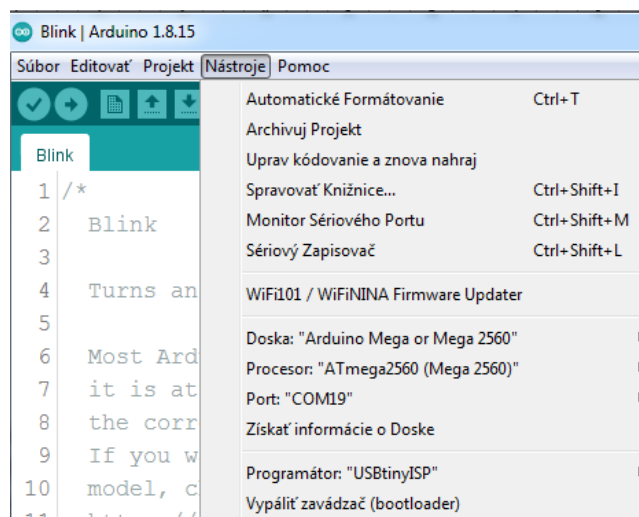 Blink | Arduino 1.8.15
Súbor Editovať Projekt Nástroje Pomoc
Blink
Automatické Formátovanie Ctrl+T
Archivuj Projekt
Uprav kódovanie a znova nahraj
Spravovať Knižnice... Ctrl+Shift+I
Monitor Sériového Portu Ctrl+Shift+M
Sériový Zapisovač Ctrl+Shift+L
WiFi101 / WiFiNINA Firmware Updater
Doska: "Arduino Mega or Mega 2560"
Procesor: "ATmega2560 (Mega 2560)"
Port: "COM19"
Získať informácie o Doske
Programátor: "USBtinyISP"
Vypáliť zavádzač (bootloader)
1 /*
2 Blink
3
4 Turns an
5
6 Most Ard
7 it is at
8 the corr
9 If you w
10 model, c